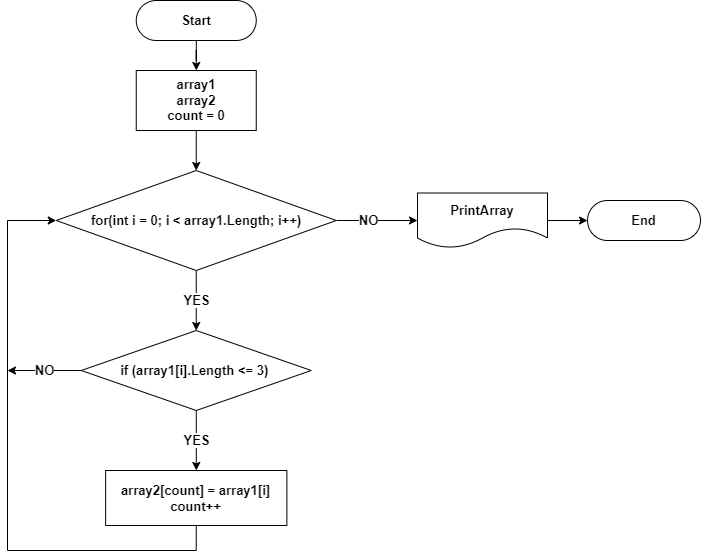 Start
array1
array2
count = 0
for(int i = 0; i < array1.Length; i++)
NO
PrintArray
End
YES
if (array1[i].Length <= 3)
NO
YES
array2[count] = array1[i]
count++